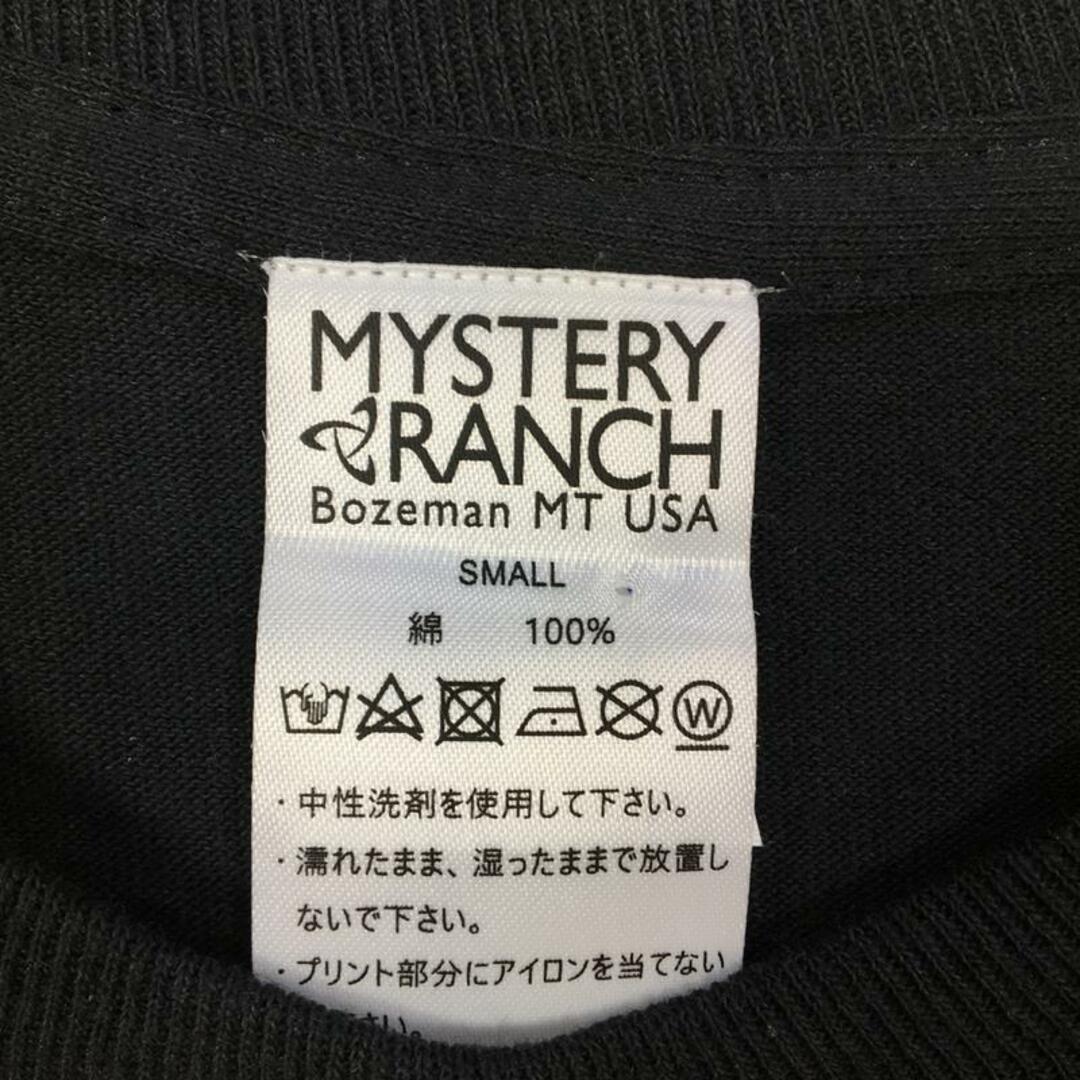 MYSTERY
RANCH
Bozeman MT USA
SMALL
綿 100%
W
・中性洗剤を使用して下さい。
・濡れたまま、湿ったままで放置し
ないで下さい。
・プリント部分にアイロンを当てない
さい。